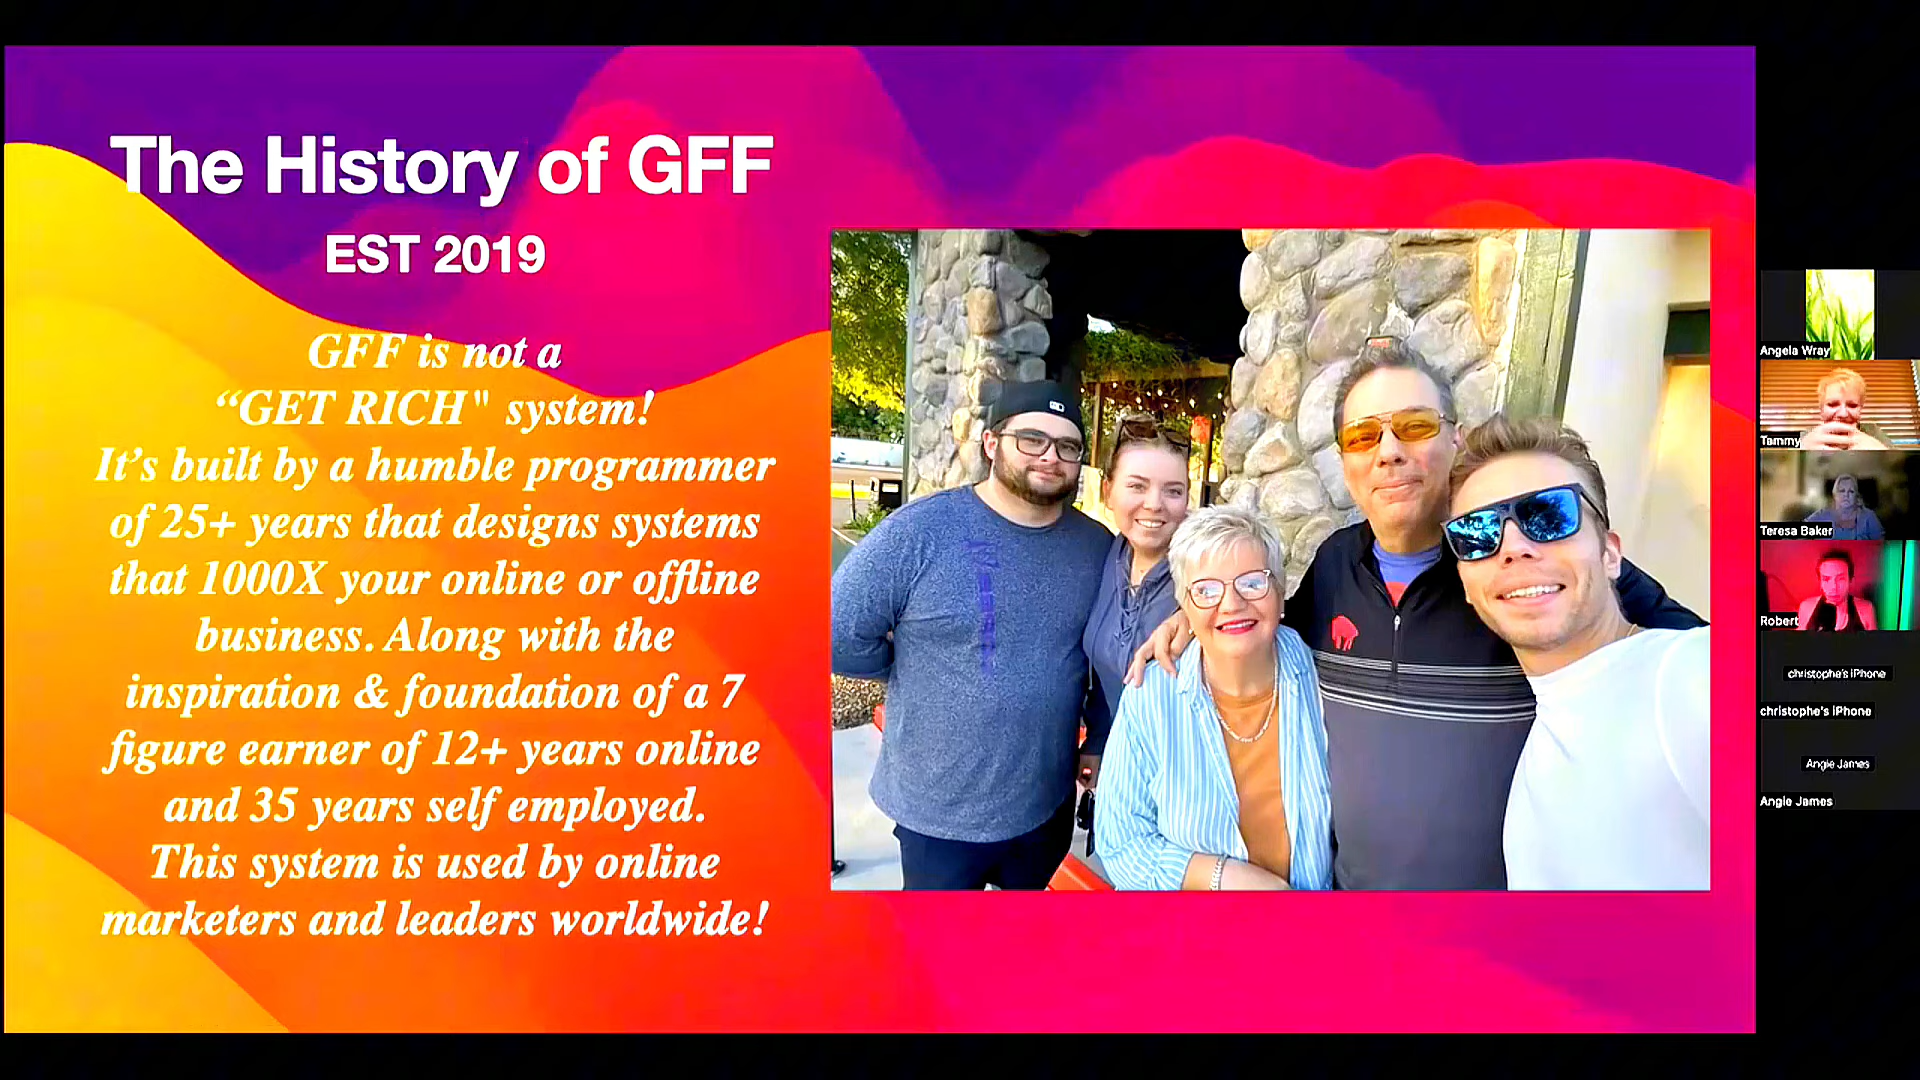 The History of GFF
EST 2019
GFF is not a
“GET RICH" system!
It’s built by a humble programmer
of 25+ years that designs systems
that 1000X your online or offline
business. Along with the
inspiration & foundation of a 7
figure earner of 12+ years online
and 35 years self employed.
This system is used by online
marketers and leaders worldwide!
Angela Wray
Tammy
Teresa Baker
Robert
christophe's iPhone
christophe's iPhone
Angie James
Angie James